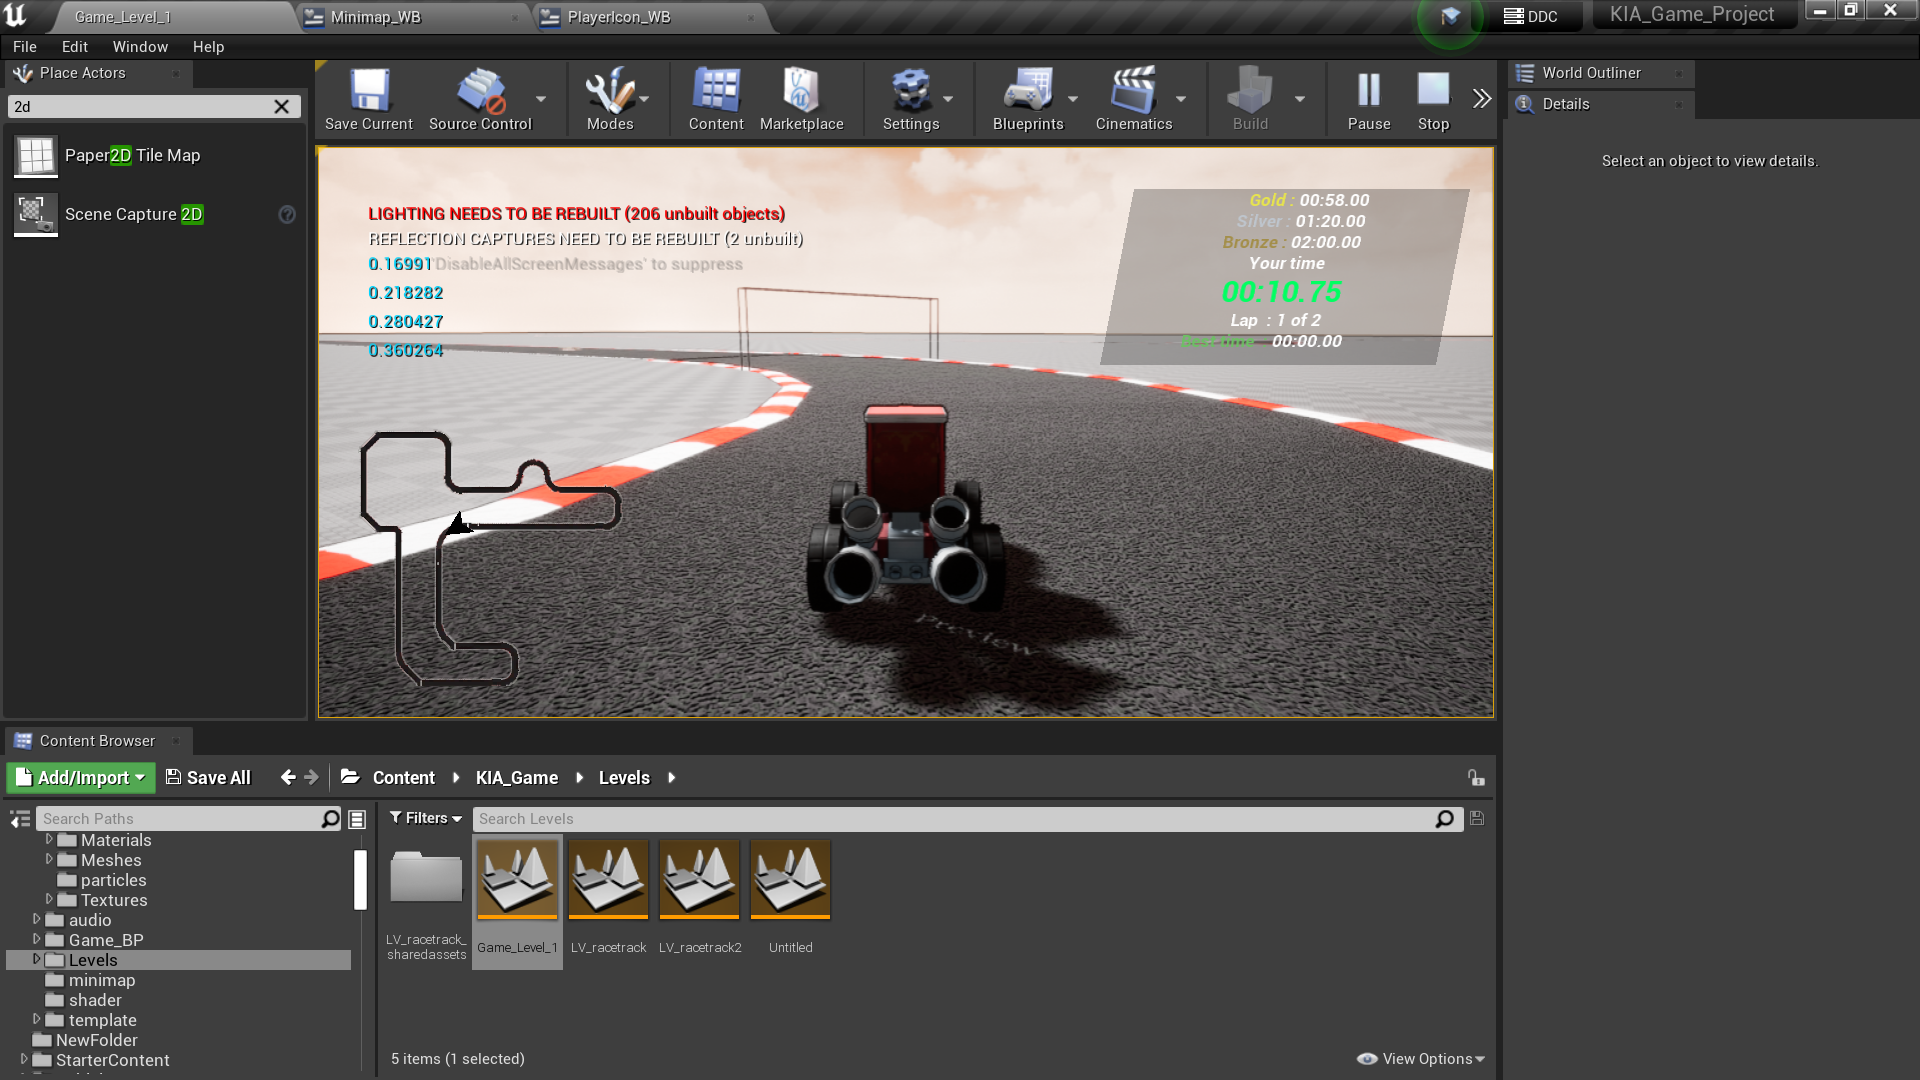 Game_Level_1
Minimap_WB
PlayerIcon_WB
DDC
KIA_Game_Project
File Edit Window Help
Place Actors
2d
Paper2D Tile Map
Scene Capture 2D
Save Current
Source Control
Modes
Content
Marketplace
Settings
Blueprints
Cinematics
Build
Pause
Stop
World Outliner
Details
Select an object to view details.
LIGHTING NEEDS TO BE REBUILT (206 unbuilt objects)
REFLECTION CAPTURES NEED TO BE REBUILT (2 unbuilt)
0.16991 'DisableAllScreenMessages' to suppress
0.218282
0.280427
0.360264
Gold : 00:58.00
Silver : 01:20.00
Bronze : 02:00.00
Your time
00:10.75
Lap : 1 of 2
Best time : 00:00.00
Preview
Content Browser
Add/Import
Save All
Content
KIA_Game
Levels
Search Paths
Filters
Search Levels
Materials
Meshes
particles
Textures
audio
Game_BP
Levels
minimap
shader
template
NewFolder
StarterContent
LV_racetrack_
sharedassets
Game_Level_1
LV_racetrack
LV_racetrack2
Untitled
5 items (1 selected)
View Options